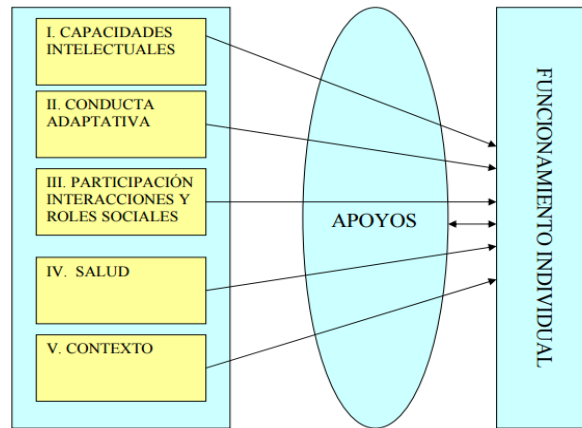 I. CAPACIDADES
INTELECTUALES
II. CONDUCTA
ADAPTATIVA
III. PARTICIPACIÓN
INTERACCIONES Y
ROLES SOCIALES
IV. SALUD
V. CONTEXTO
APOYOS
FUNCIONAMIENTO INDIVIDUAL